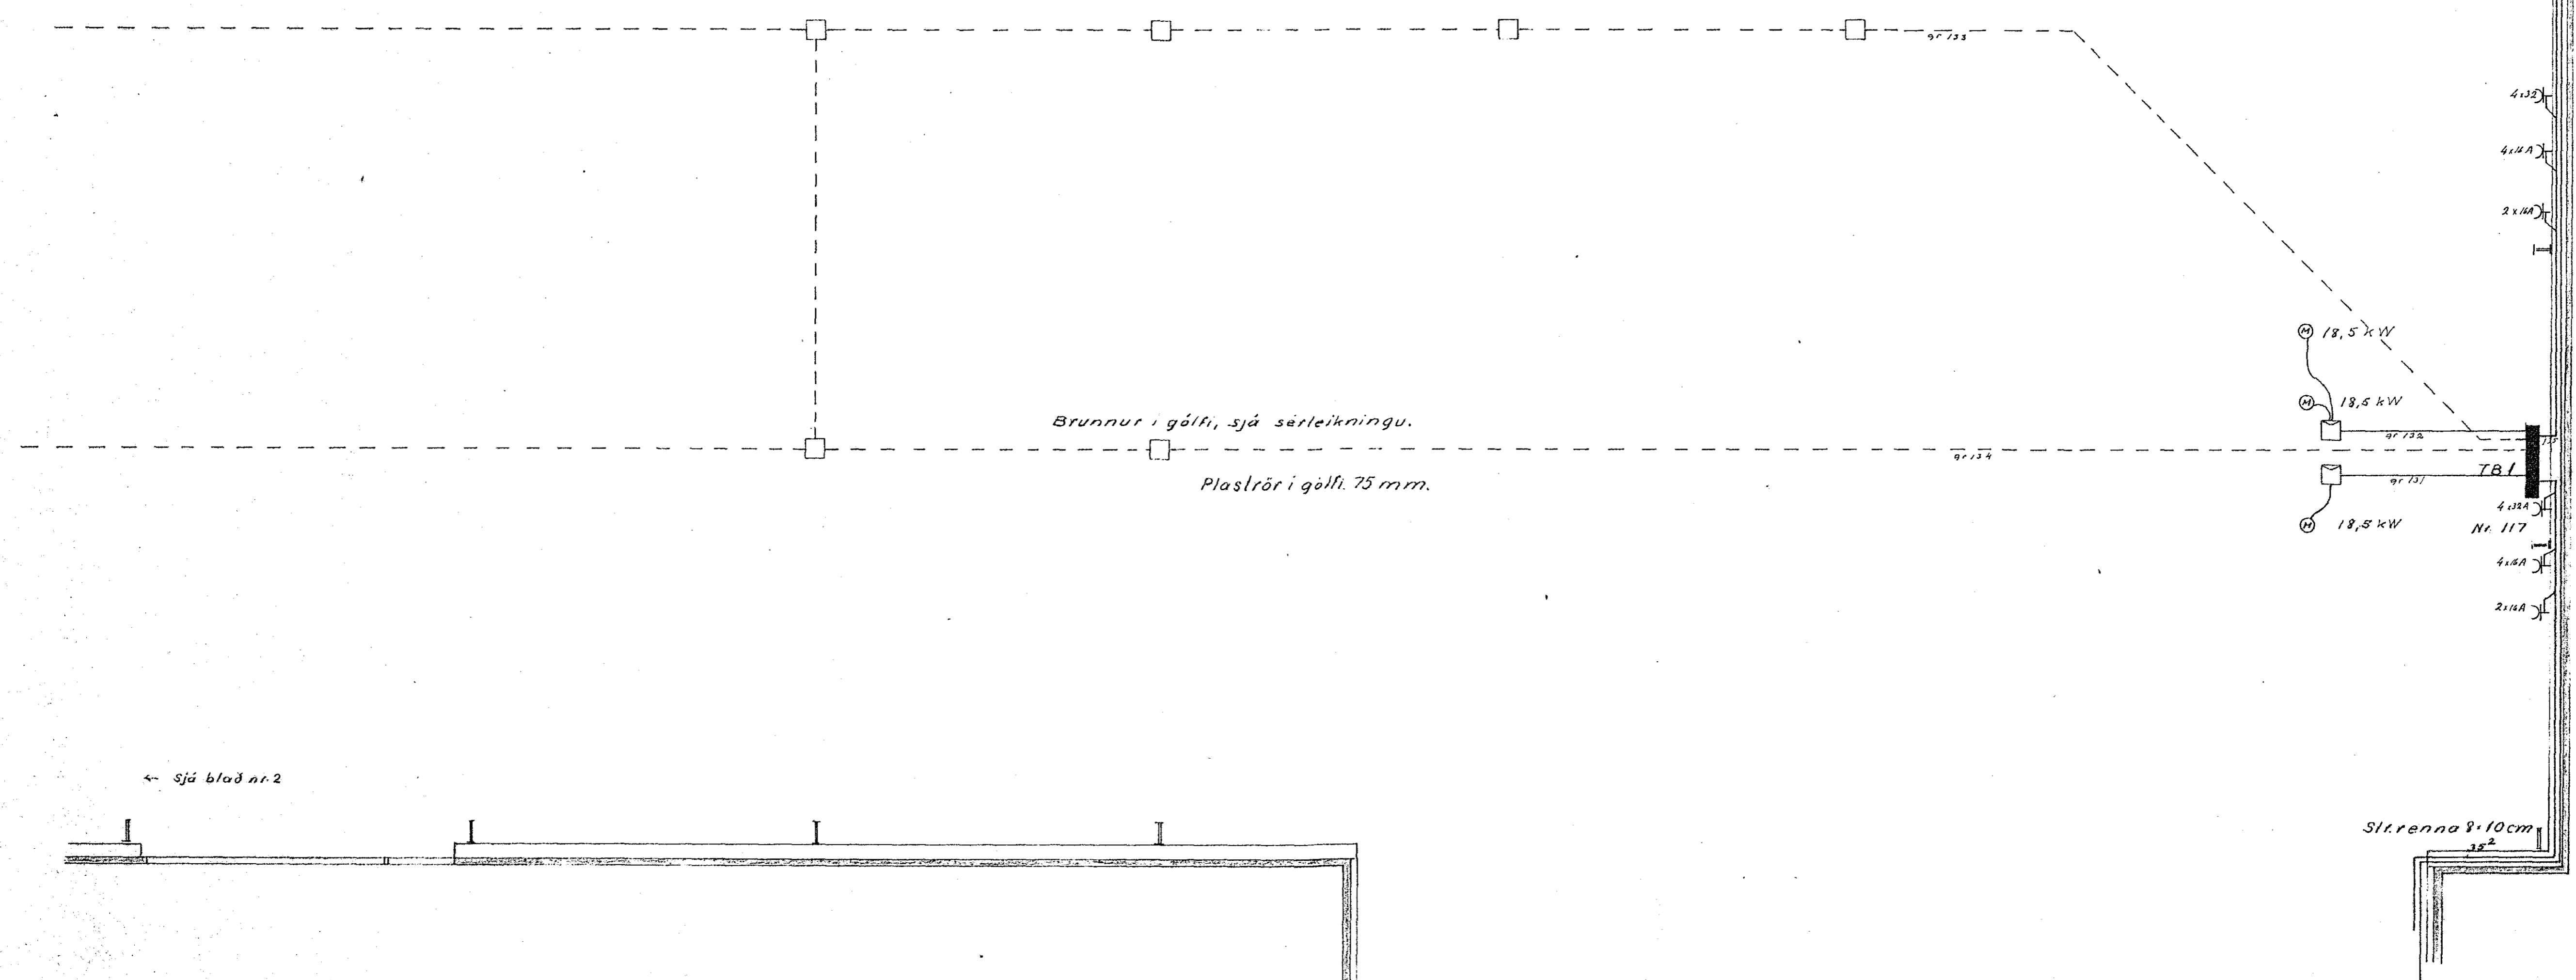 gr 133
4x32
4x16A
2x16A
18,5 kW
18,5 kW
Brunnur i gólfi, sjá sérteikningu.
gr 132
gr 134
TB1
Plaströr i gólfi. 75 mm.
gr 131
4x32A
18,5 kW
Nr. 117
4x16A
2x16A
← Sjá blað nr. 2
Str.renna 8x10cm
35²
M
M
M